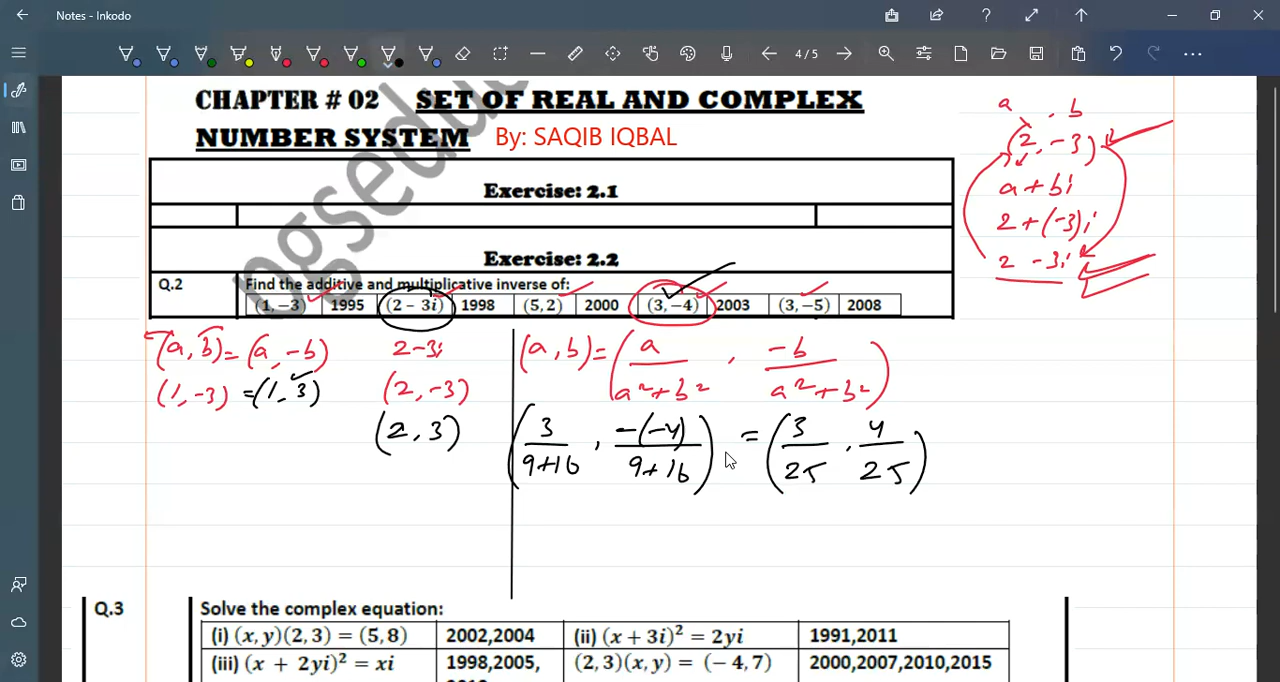 Notes - Inkodo
4/5
CHAPTER # 02 SET OF REAL AND COMPLEX
NUMBER SYSTEM By: SAQIB IQBAL
Exercise: 2.1
Exercise: 2.2
Q.2 Find the additive and multiplicative inverse of:
(1, −3) 1995 (2 − 3i) 1998 (5, 2) 2000 (3, −4) 2003 (3, −5) 2008
a , b
(2, -3)
a + bi
2 + (-3)i
2 - 3i
(a, b) = (a, -b)
(1, -3) = (1, 3)
2-3i
(2, -3)
(2, 3)
(a, b) = (a/a²+b² , -b/a²+b²)
(3/9+16 , -(-4)/9+16) = (3/25 , 4/25)
Q.3 Solve the complex equation:
(i) (x, y)(2, 3) = (5, 8) 2002,2004 (ii) (x + 3i)² = 2yi 1991,2011
(iii) (x + 2yi)² = xi 1998,2005, (2, 3)(x, y) = (−4, 7) 2000,2007,2010,2015